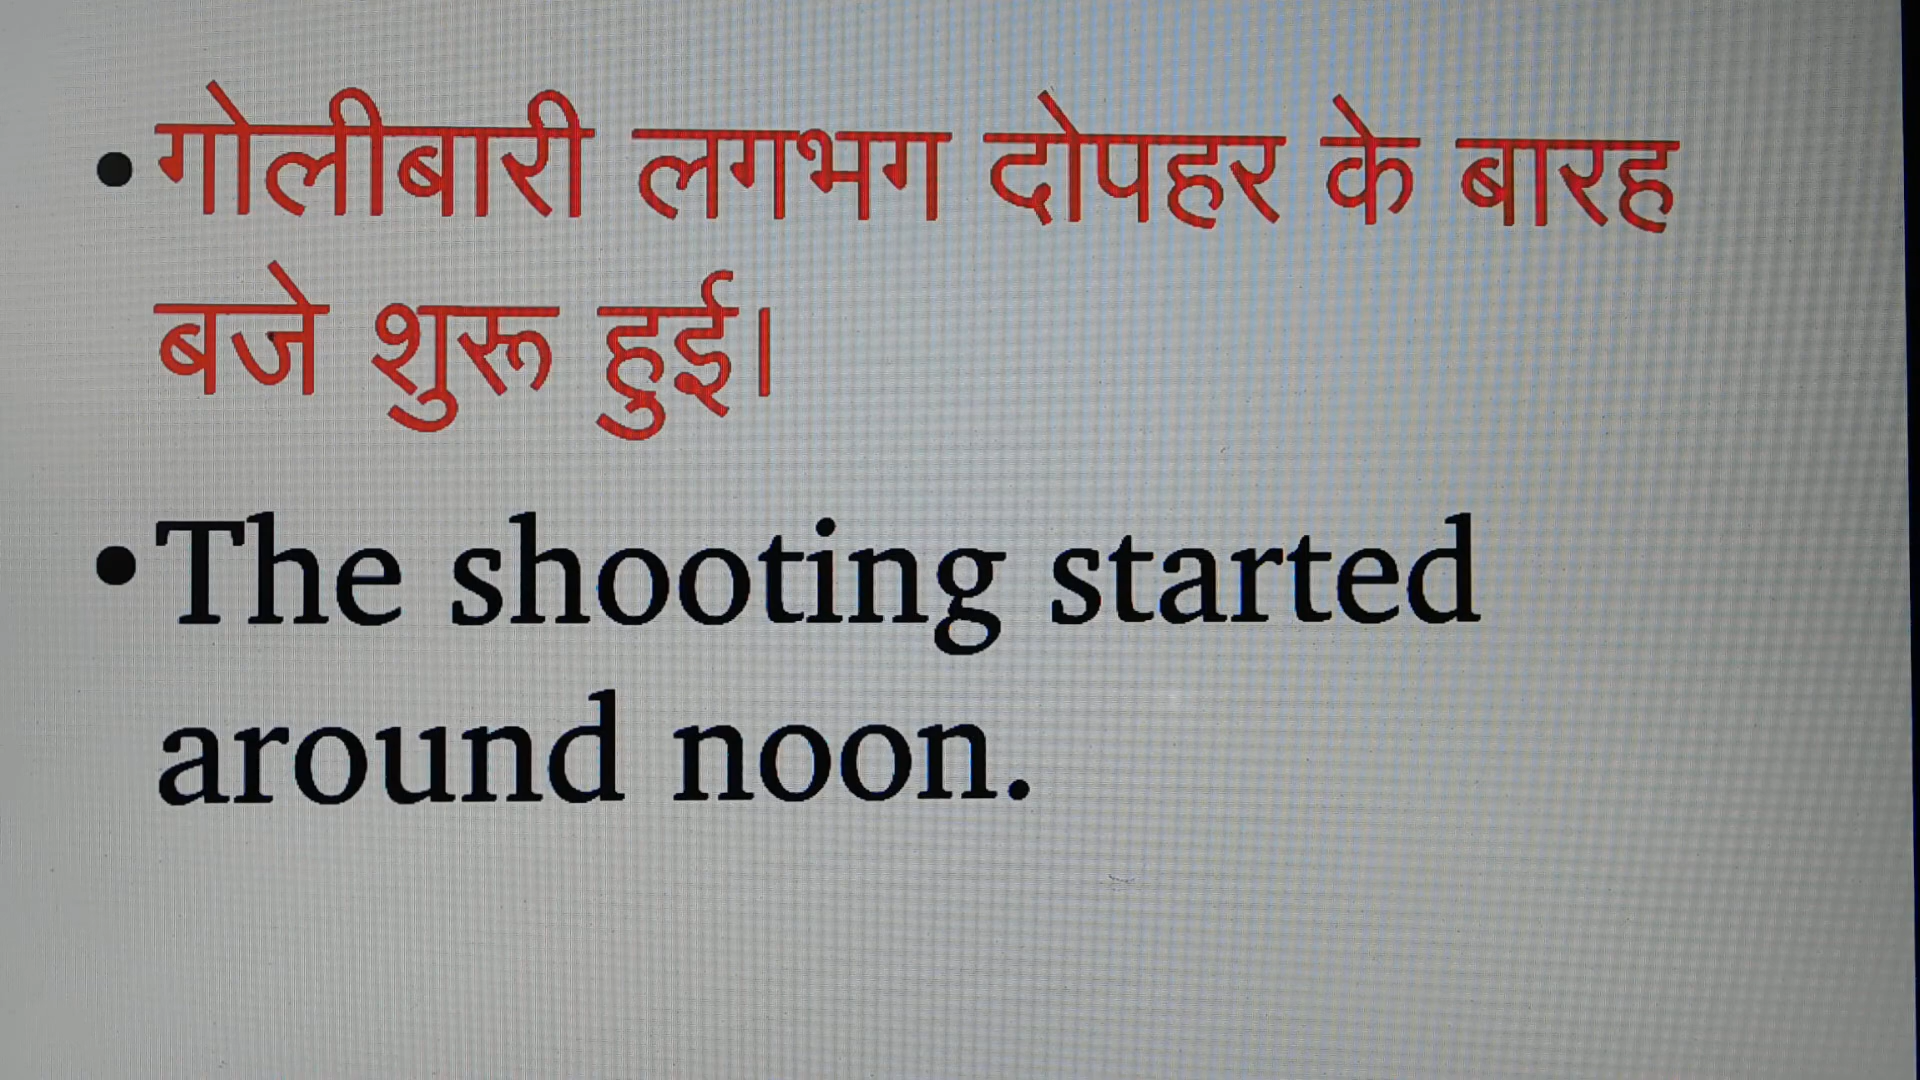 • गोलीबारी लगभग दोपहर के बारह
बजे शुरू हुई।
• The shooting started
around noon.